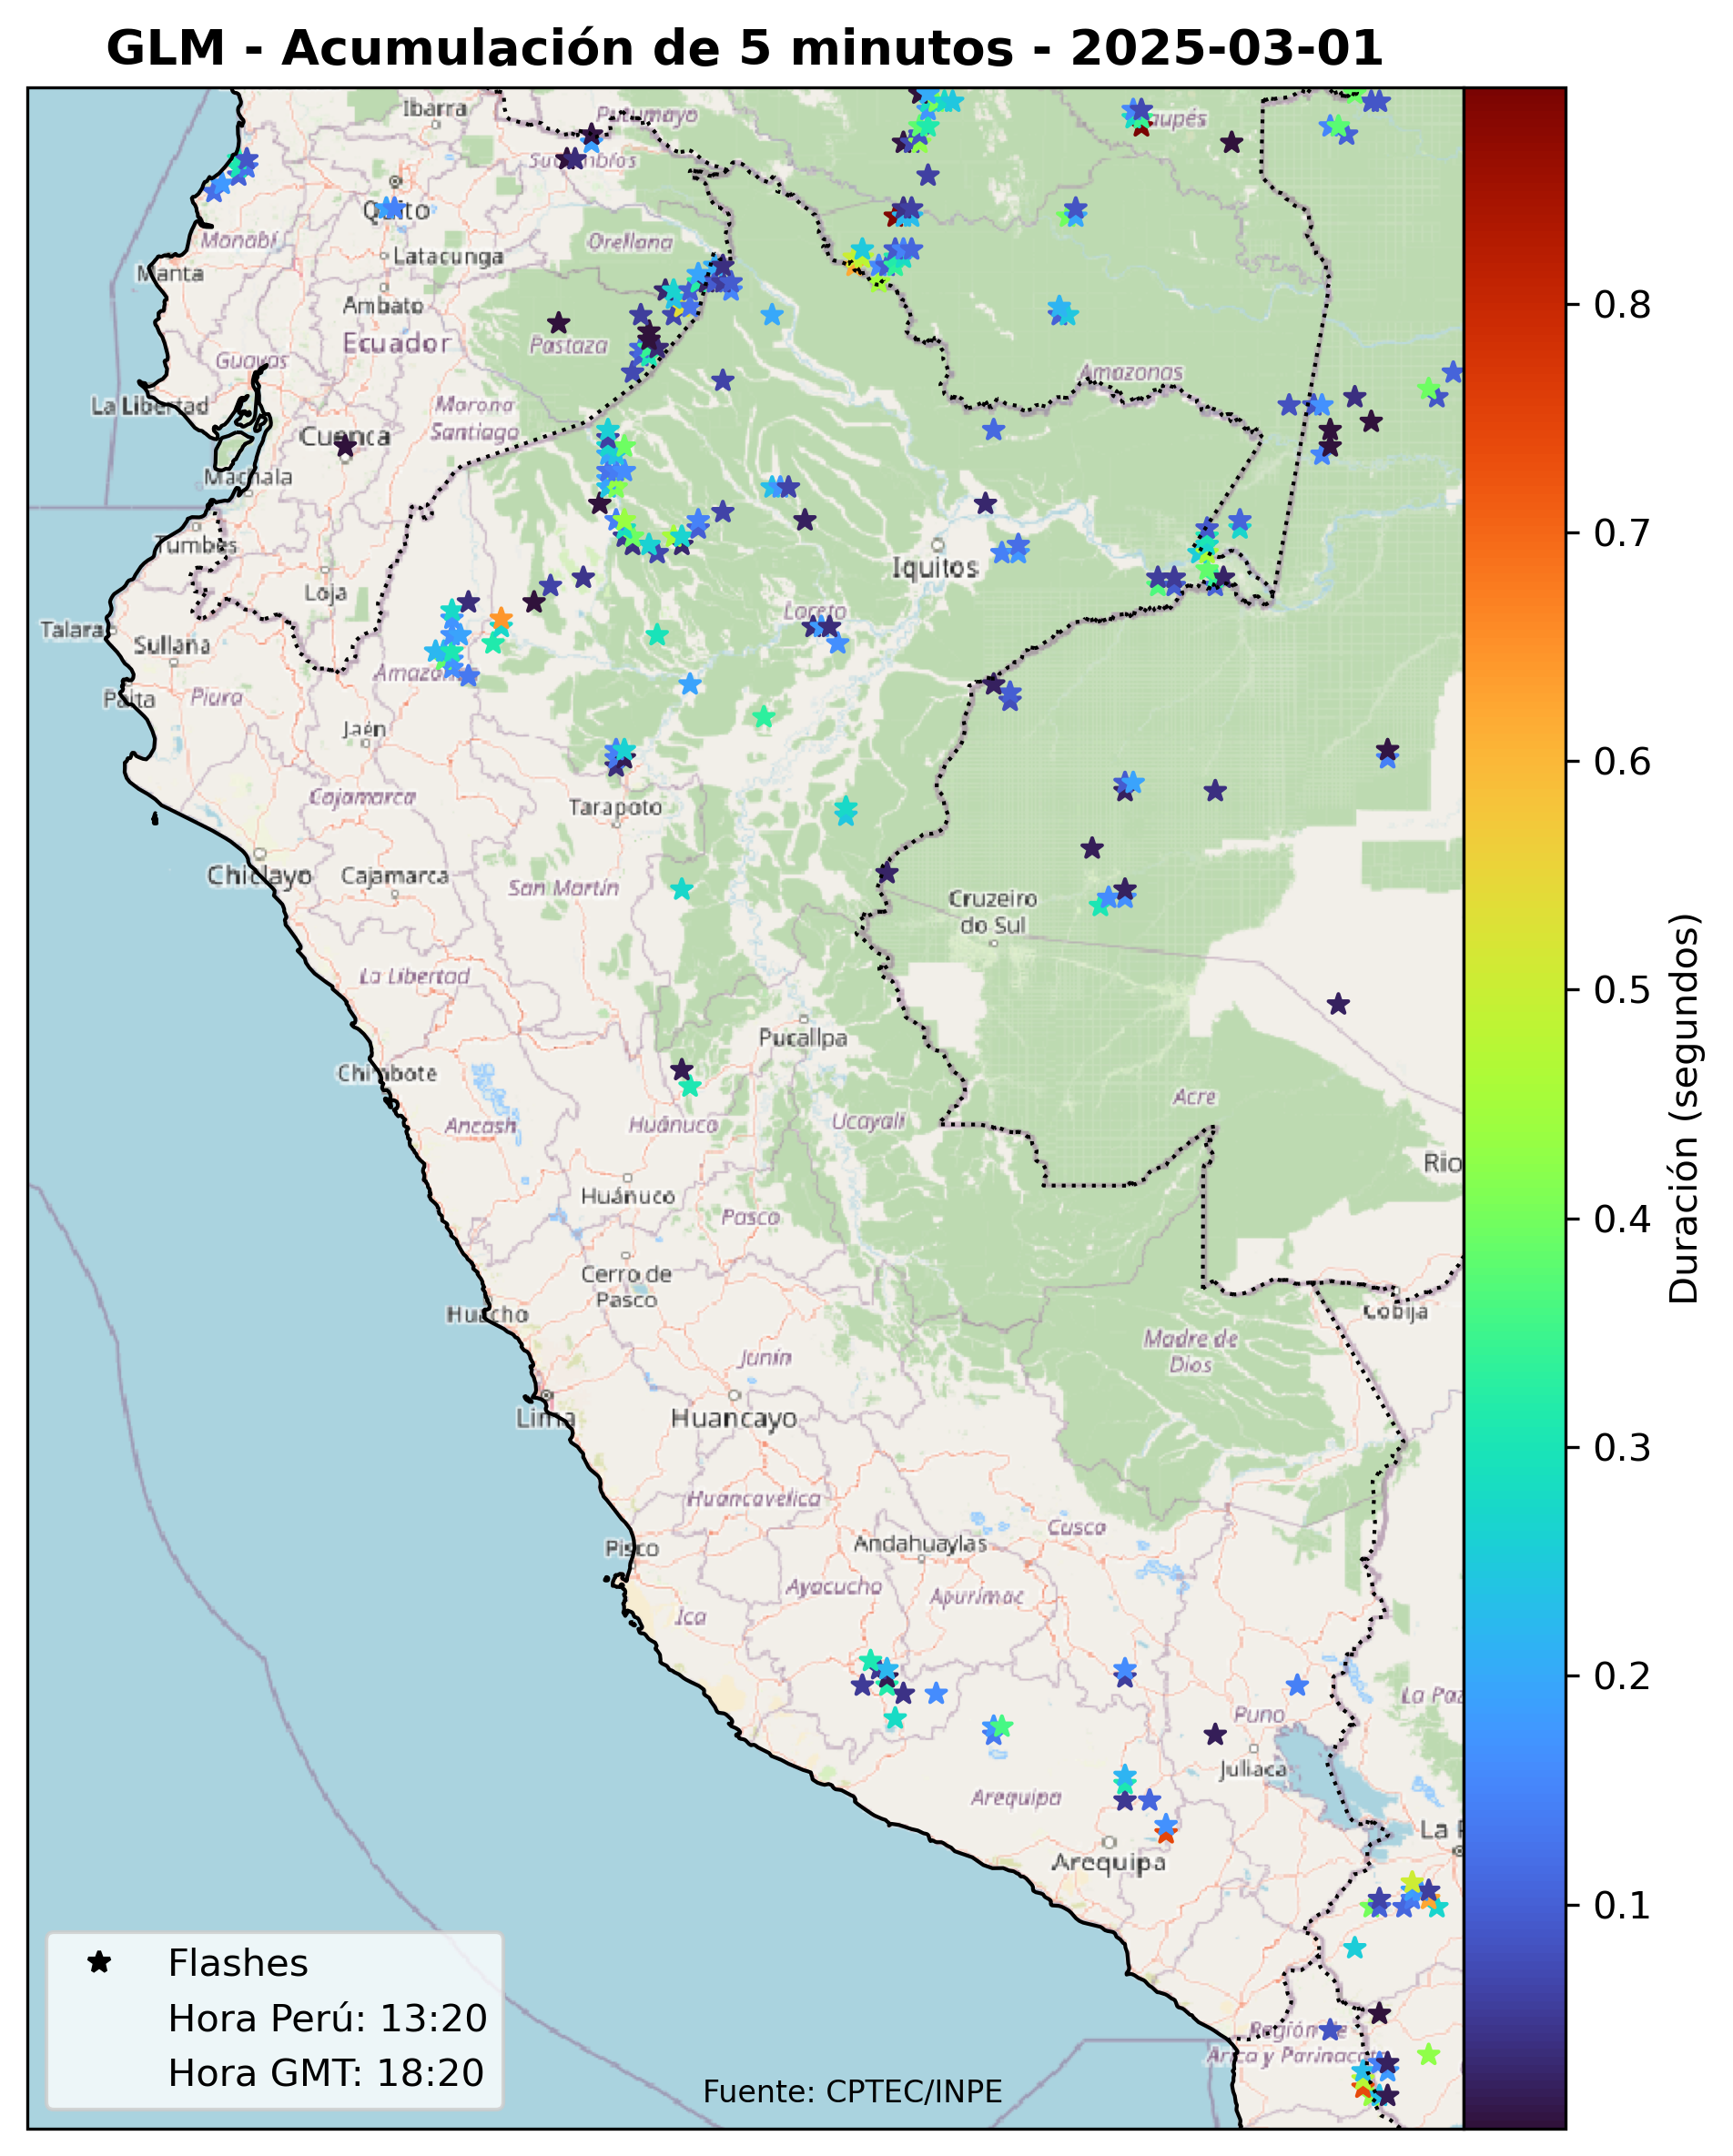 GLM - Acumulación de 5 minutos - 2025-03-01
Ibarra
Putumayo
Sucumbíos
Quito
Manabí
Orellana
Latacunga
Manta
Ambato
Ecuador
Pastaza
Guayas
Amazonas
La Libertad
Morona
Santiago
Cuenca
Machala
Tumbes
Iquitos
Loja
Loreto
Talara
Sullana
Amazon
Paita
Piura
Jaén
Cajamarca
Tarapoto
Chiclayo
Cajamarca
San Martín
Cruzeiro
do Sul
La Libertad
Pucallpa
Chimbote
Acre
Ancash
Huánuco
Ucayali
Rio
Huánuco
Pasco
Cerro de
Pasco
Huacho
Cobija
Madre de
Dios
Junín
Lima
Huancayo
Huancavelica
Cusco
Pisco
Andahuaylas
Ayacucho
Apurímac
Ica
La Paz
Puno
Juliaca
Arequipa
La P
Arequipa
Región de
Arica y Parinacot
Flashes
Hora Perú: 13:20
Hora GMT: 18:20
Fuente: CPTEC/INPE
0.8
0.7
0.6
0.5
0.4
0.3
0.2
0.1
Duración (segundos)